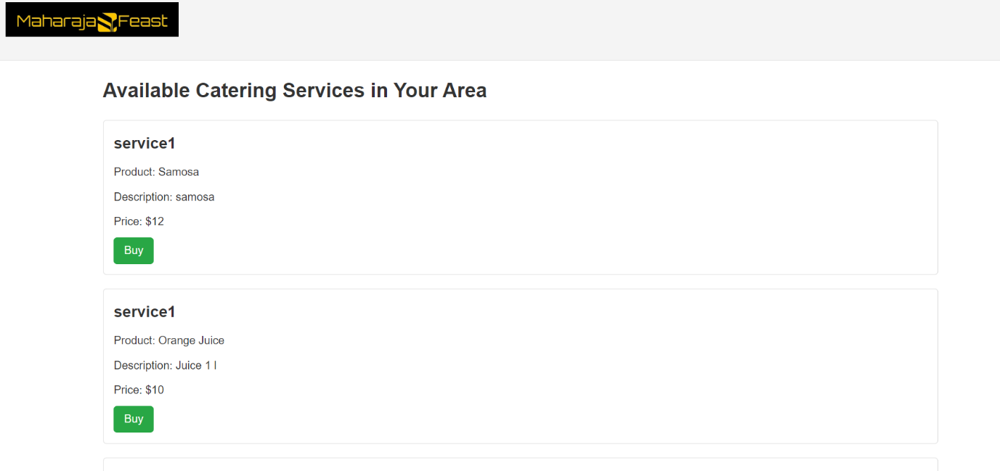 Maharaja Feast
Available Catering Services in Your Area
service1
Product: Samosa
Description: samosa
Price: $12
Buy
service1
Product: Orange Juice
Description: Juice 1 l
Price: $10
Buy